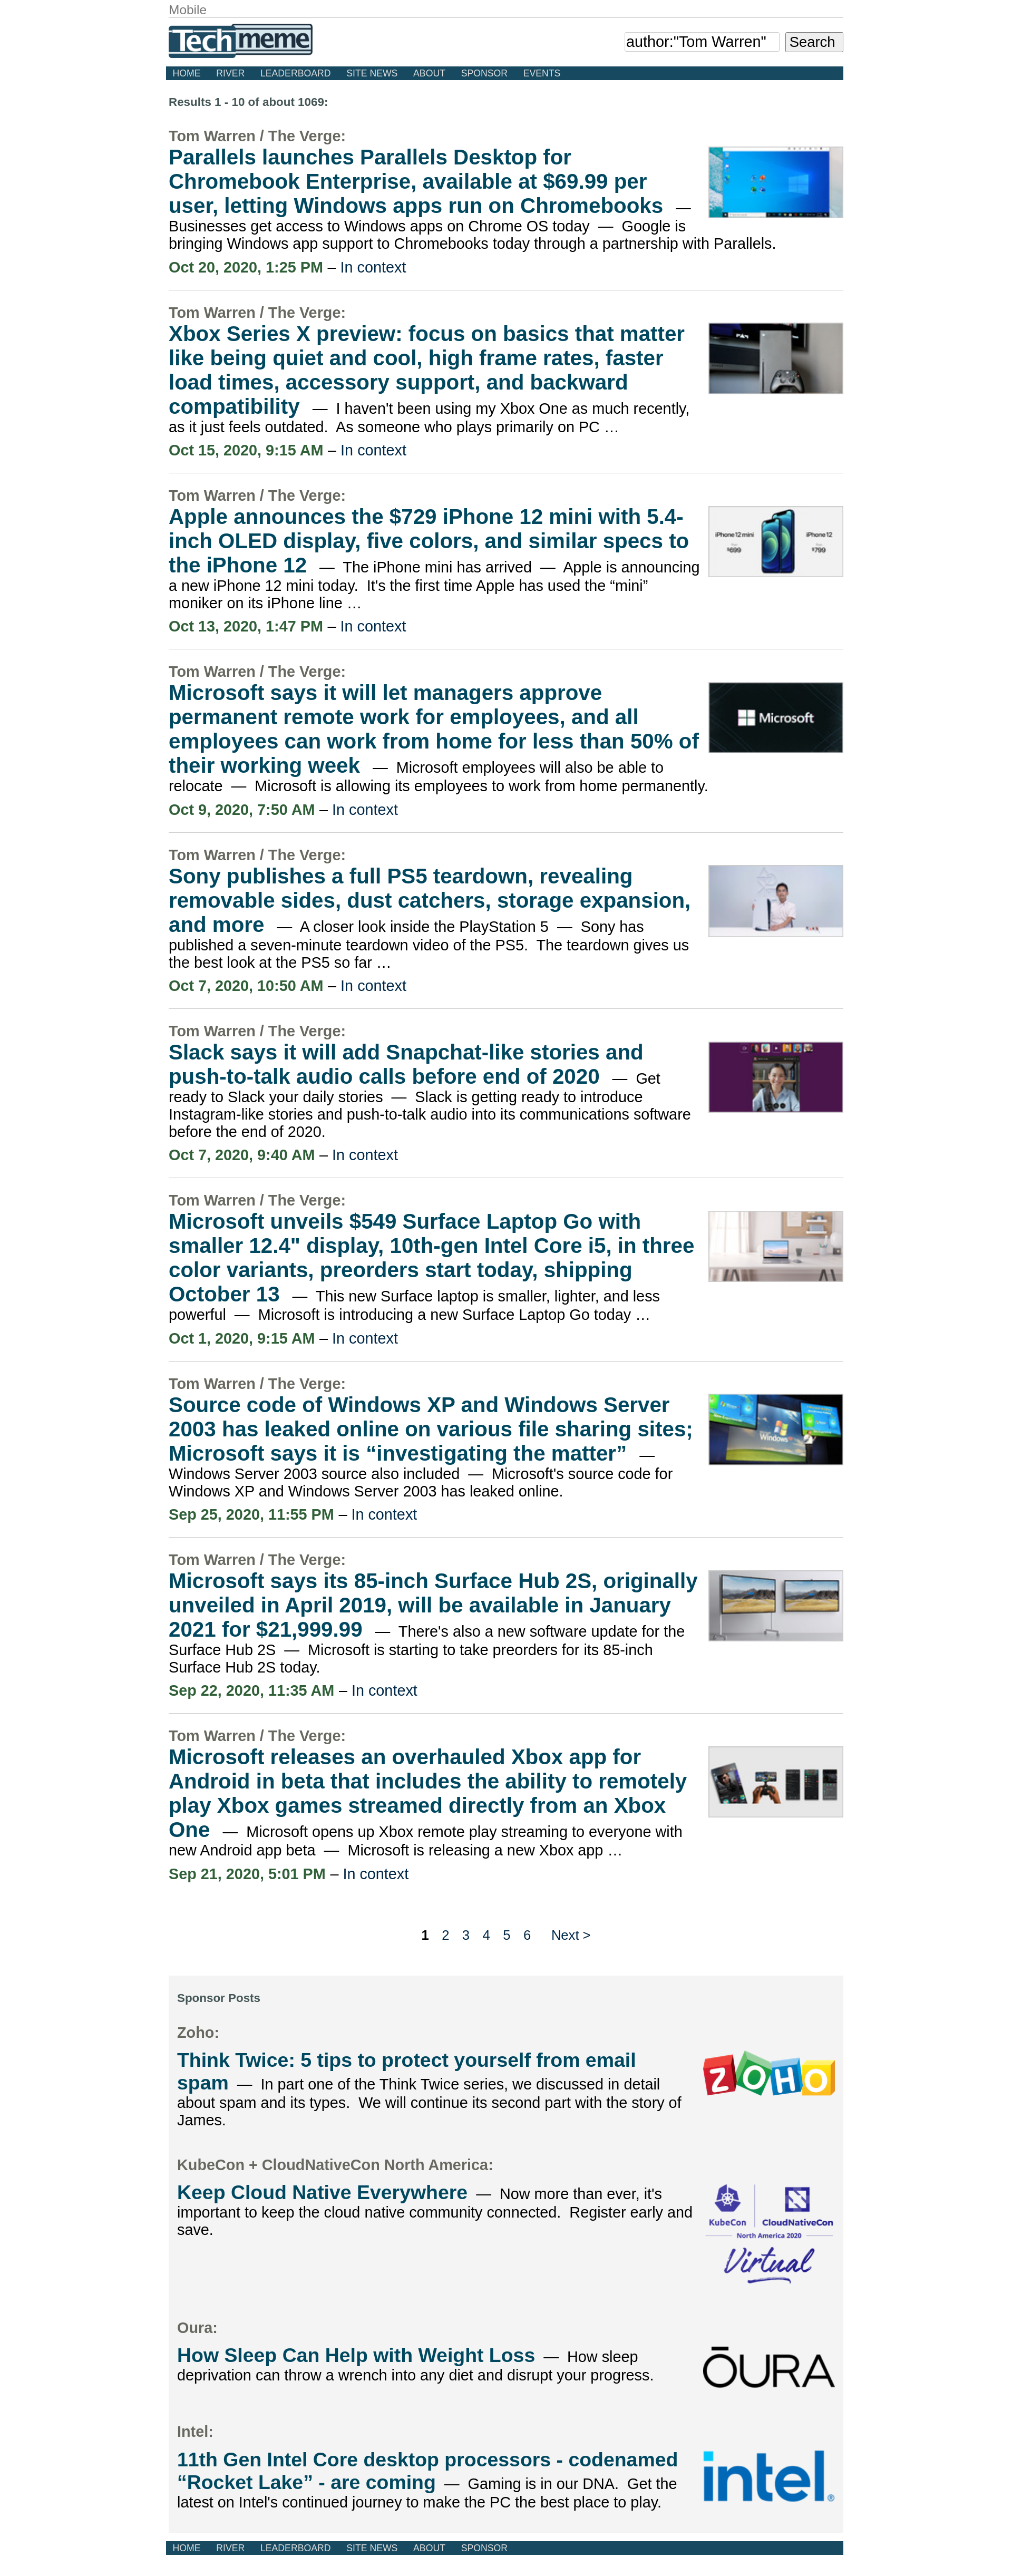 Mobile
Techmeme
author:"Tom Warren" Search
HOME RIVER LEADERBOARD SITE NEWS ABOUT SPONSOR EVENTS
Results 1 - 10 of about 1069:
Tom Warren / The Verge:
Parallels launches Parallels Desktop for
Chromebook Enterprise, available at $69.99 per
user, letting Windows apps run on Chromebooks —
Businesses get access to Windows apps on Chrome OS today — Google is
bringing Windows app support to Chromebooks today through a partnership with Parallels.
Oct 20, 2020, 1:25 PM – In context
Tom Warren / The Verge:
Xbox Series X preview: focus on basics that matter
like being quiet and cool, high frame rates, faster
load times, accessory support, and backward
compatibility — I haven't been using my Xbox One as much recently,
as it just feels outdated. As someone who plays primarily on PC …
Oct 15, 2020, 9:15 AM – In context
Tom Warren / The Verge:
Apple announces the $729 iPhone 12 mini with 5.4-
inch OLED display, five colors, and similar specs to
the iPhone 12 — The iPhone mini has arrived — Apple is announcing
a new iPhone 12 mini today. It's the first time Apple has used the “mini”
moniker on its iPhone line …
iPhone 12 mini
$699
iPhone 12
$799
Oct 13, 2020, 1:47 PM – In context
Tom Warren / The Verge:
Microsoft says it will let managers approve
permanent remote work for employees, and all
employees can work from home for less than 50% of
their working week — Microsoft employees will also be able to
relocate — Microsoft is allowing its employees to work from home permanently.
Microsoft
Oct 9, 2020, 7:50 AM – In context
Tom Warren / The Verge:
Sony publishes a full PS5 teardown, revealing
removable sides, dust catchers, storage expansion,
and more — A closer look inside the PlayStation 5 — Sony has
published a seven-minute teardown video of the PS5. The teardown gives us
the best look at the PS5 so far …
Oct 7, 2020, 10:50 AM – In context
Tom Warren / The Verge:
Slack says it will add Snapchat-like stories and
push-to-talk audio calls before end of 2020 — Get
ready to Slack your daily stories — Slack is getting ready to introduce
Instagram-like stories and push-to-talk audio into its communications software
before the end of 2020.
Oct 7, 2020, 9:40 AM – In context
Tom Warren / The Verge:
Microsoft unveils $549 Surface Laptop Go with
smaller 12.4" display, 10th-gen Intel Core i5, in three
color variants, preorders start today, shipping
October 13 — This new Surface laptop is smaller, lighter, and less
powerful — Microsoft is introducing a new Surface Laptop Go today …
Oct 1, 2020, 9:15 AM – In context
Tom Warren / The Verge:
Source code of Windows XP and Windows Server
2003 has leaked online on various file sharing sites;
Microsoft says it is “investigating the matter” —
Windows Server 2003 source also included — Microsoft's source code for
Windows XP and Windows Server 2003 has leaked online.
Windows
Sep 25, 2020, 11:55 PM – In context
Tom Warren / The Verge:
Microsoft says its 85-inch Surface Hub 2S, originally
unveiled in April 2019, will be available in January
2021 for $21,999.99 — There's also a new software update for the
Surface Hub 2S — Microsoft is starting to take preorders for its 85-inch
Surface Hub 2S today.
Sep 22, 2020, 11:35 AM – In context
Tom Warren / The Verge:
Microsoft releases an overhauled Xbox app for
Android in beta that includes the ability to remotely
play Xbox games streamed directly from an Xbox
One — Microsoft opens up Xbox remote play streaming to everyone with
new Android app beta — Microsoft is releasing a new Xbox app …
Sep 21, 2020, 5:01 PM – In context
1 2 3 4 5 6 Next >
Sponsor Posts
Zoho:
Think Twice: 5 tips to protect yourself from email
spam — In part one of the Think Twice series, we discussed in detail
about spam and its types. We will continue its second part with the story of
James.
ZOHO
KubeCon + CloudNativeCon North America:
Keep Cloud Native Everywhere — Now more than ever, it's
important to keep the cloud native community connected. Register early and
save.
KubeCon CloudNativeCon
North America 2020
Virtual
Oura:
How Sleep Can Help with Weight Loss — How sleep
deprivation can throw a wrench into any diet and disrupt your progress.
ŌURA
Intel:
11th Gen Intel Core desktop processors - codenamed
“Rocket Lake” - are coming — Gaming is in our DNA. Get the
latest on Intel's continued journey to make the PC the best place to play.
intel®
HOME RIVER LEADERBOARD SITE NEWS ABOUT SPONSOR